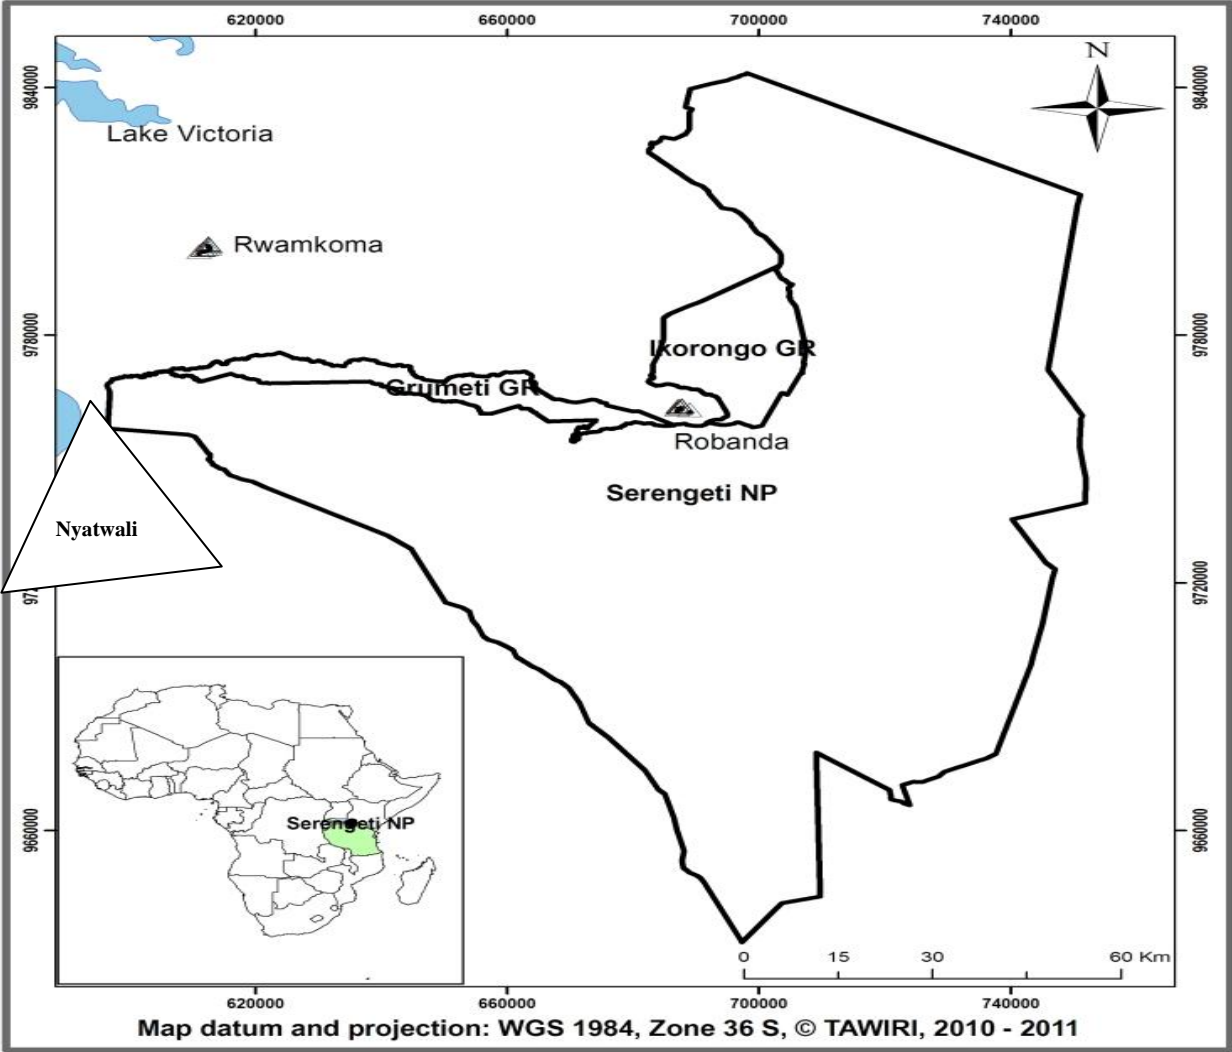 620000
660000
700000
740000
N
9840000
9840000
Lake Victoria
Rwamkoma
9780000
9780000
Ikorongo GR
Grumeti GR
Robanda
Serengeti NP
Nyatwali
9720000
Serengeti NP
9660000
9660000
0
15
30
60 Km
620000
660000
700000
740000
Map datum and projection: WGS 1984, Zone 36 S, © TAWIRI, 2010 - 2011